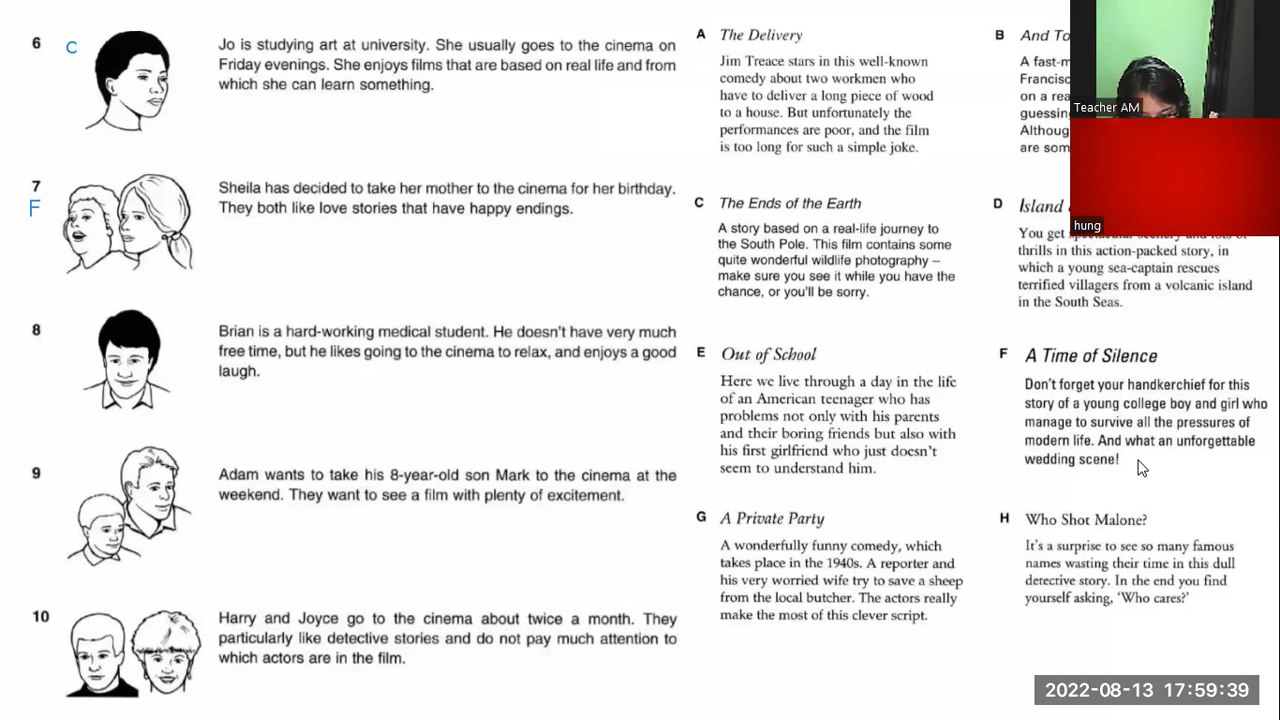 6
C
Jo is studying art at university. She usually goes to the cinema on
Friday evenings. She enjoys films that are based on real life and from
which she can learn something.
7
F
Sheila has decided to take her mother to the cinema for her birthday.
They both like love stories that have happy endings.
8
Brian is a hard-working medical student. He doesn't have very much
free time, but he likes going to the cinema to relax, and enjoys a good
laugh.
9
Adam wants to take his 8-year-old son Mark to the cinema at the
weekend. They want to see a film with plenty of excitement.
10
Harry and Joyce go to the cinema about twice a month. They
particularly like detective stories and do not pay much attention to
which actors are in the film.
A The Delivery
Jim Treace stars in this well-known
comedy about two workmen who
have to deliver a long piece of wood
to a house. But unfortunately the
performances are poor, and the film
is too long for such a simple joke.
B And
A
on a
are
Teacher AM
hung
C The Ends of the Earth
A story based on a real-life journey to
the South Pole. This film contains some
quite wonderful wildlife photography –
make sure you see it while you have the
chance, or you'll be sorry.
D Island
You get
thrills in this action-packed story, in
which a young sea-captain rescues
terrified villagers from a volcanic island
in the South Seas.
E Out of School
Here we live through a day in the life
of an American teenager who has
problems not only with his parents
and their boring friends but also with
his first girlfriend who just doesn't
seem to understand him.
F A Time of Silence
Don't forget your handkerchief for this
story of a young college boy and girl who
manage to survive all the pressures of
modern life. And what an unforgettable
wedding scene!
G A Private Party
A wonderfully funny comedy, which
takes place in the 1940s. A reporter and
his very worried wife try to save a sheep
from the local butcher. The actors really
make the most of this clever script.
H Who Shot Malone?
It's a surprise to see so many famous
names wasting their time in this dull
detective story. In the end you find
yourself asking, 'Who cares?'
2022-08-13 17:59:39